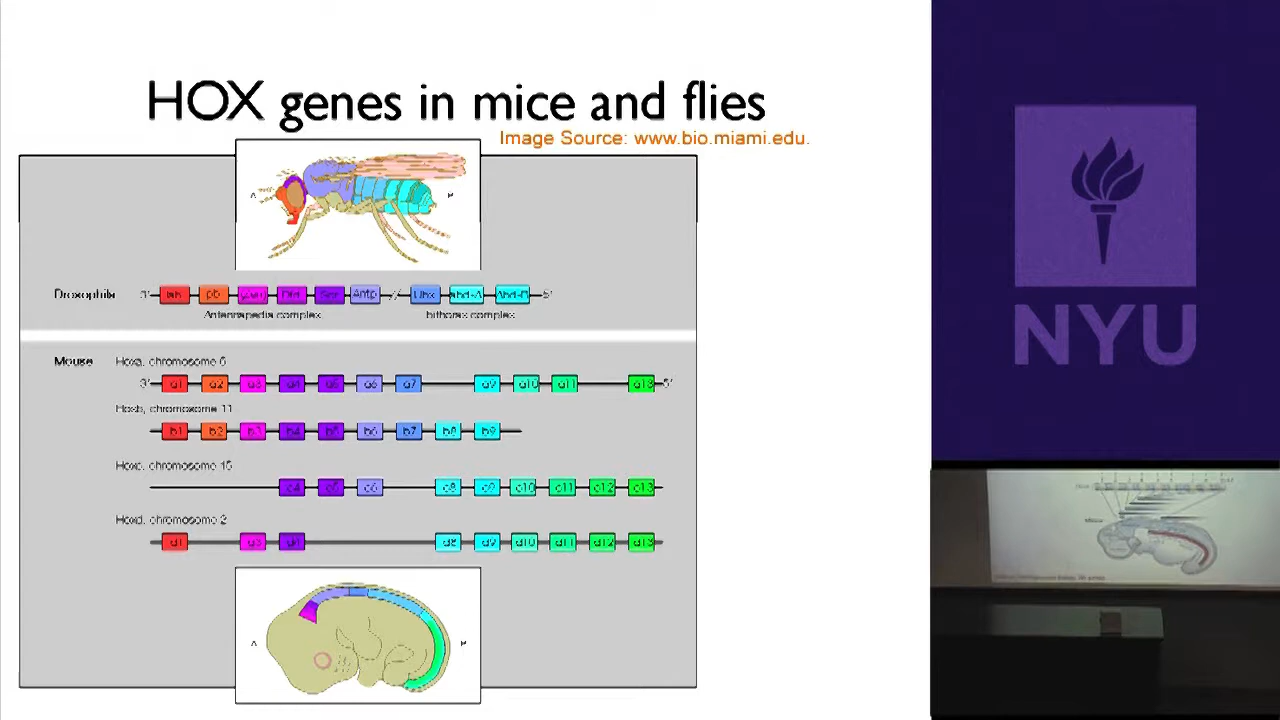 HOX genes in mice and flies
Image Source: www.bio.miami.edu.
A P
Drosophila 3' lab pb Dfd Scr Antp Ubx abd-A Abd-B 5'
Antennapedia complex bithorax complex
Mouse Hoxa, chromosome 6
3' a1 a2 a3 a4 a5 a6 a7 a9 a10 a11 a13 5'
Hoxb, chromosome 11
b1 b2 b3 b4 b5 b6 b7 b8 b9
Hoxc, chromosome 15
c4 c5 c6 c8 c9 c10 c11 c12 c13
Hoxd, chromosome 2
d1 d3 d4 d8 d9 d10 d11 d12 d13
A P
NYU